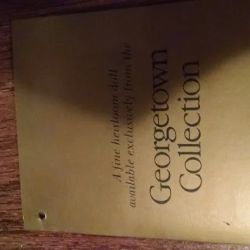 A fine heirloom doll
available exclusively from the
Georgetown
Collection